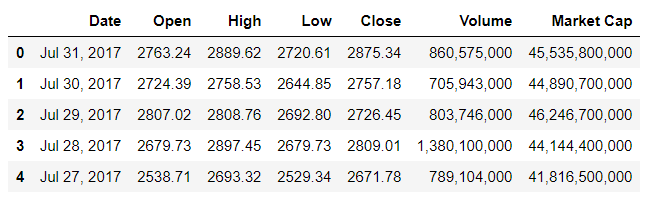 Date Open High Low Close Volume Market Cap
0 Jul 31, 2017 2763.24 2889.62 2720.61 2875.34 860,575,000 45,535,800,000
1 Jul 30, 2017 2724.39 2758.53 2644.85 2757.18 705,943,000 44,890,700,000
2 Jul 29, 2017 2807.02 2808.76 2692.80 2726.45 803,746,000 46,246,700,000
3 Jul 28, 2017 2679.73 2897.45 2679.73 2809.01 1,380,100,000 44,144,400,000
4 Jul 27, 2017 2538.71 2693.32 2529.34 2671.78 789,104,000 41,816,500,000